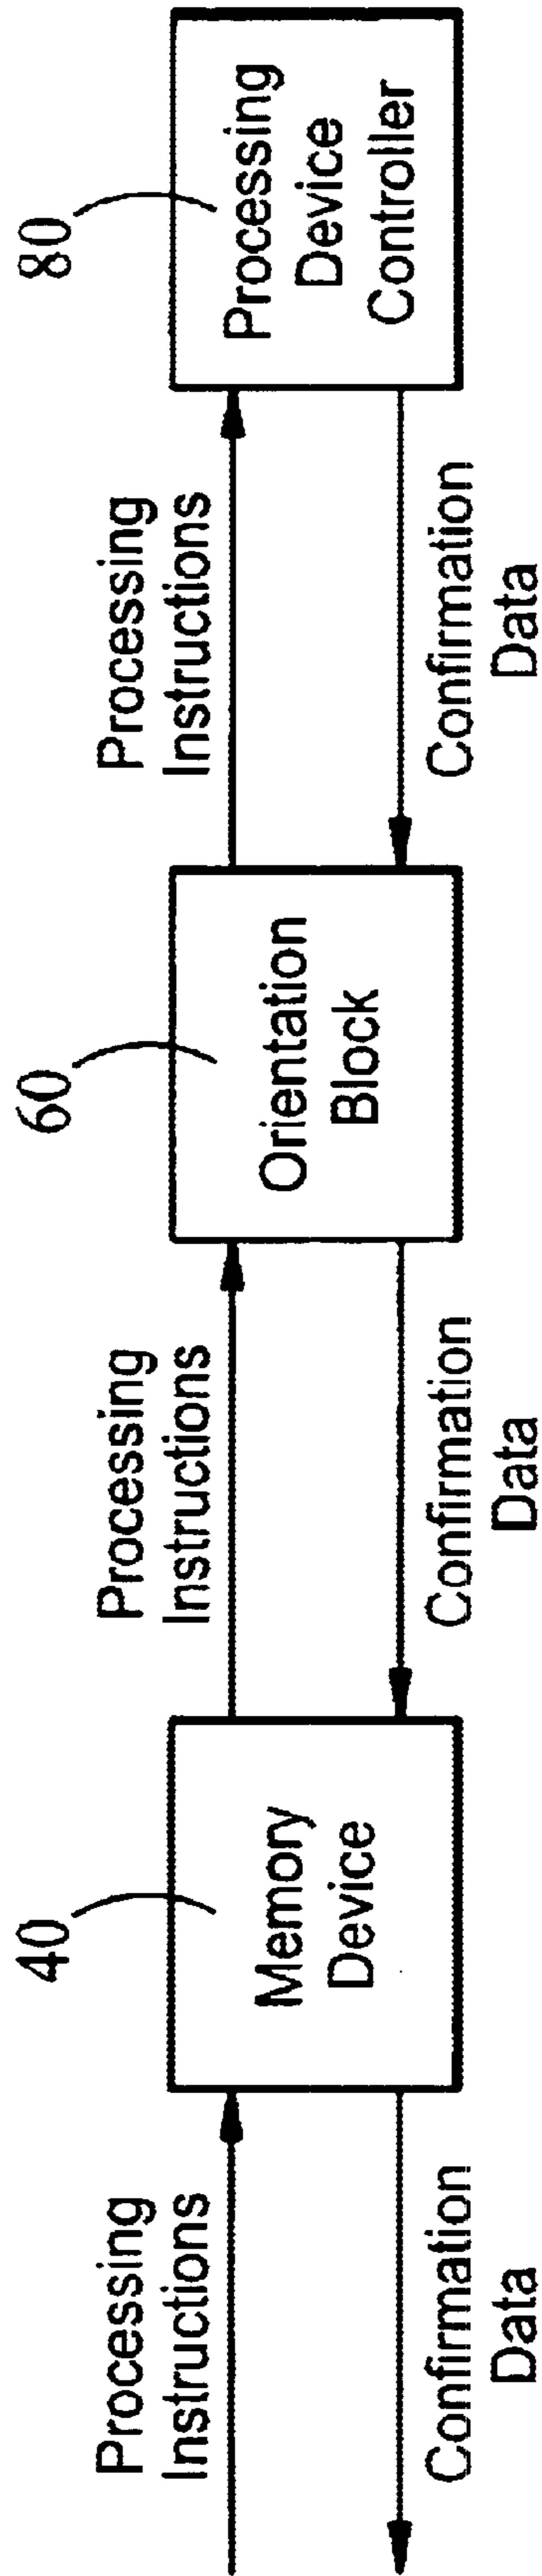 40
60
80
Processing
Instructions
Processing
Instructions
Processing
Instructions
Memory
Device
Orientation
Block
Processing
Device
Controller
Confirmation
Data
Confirmation
Data
Confirmation
Data